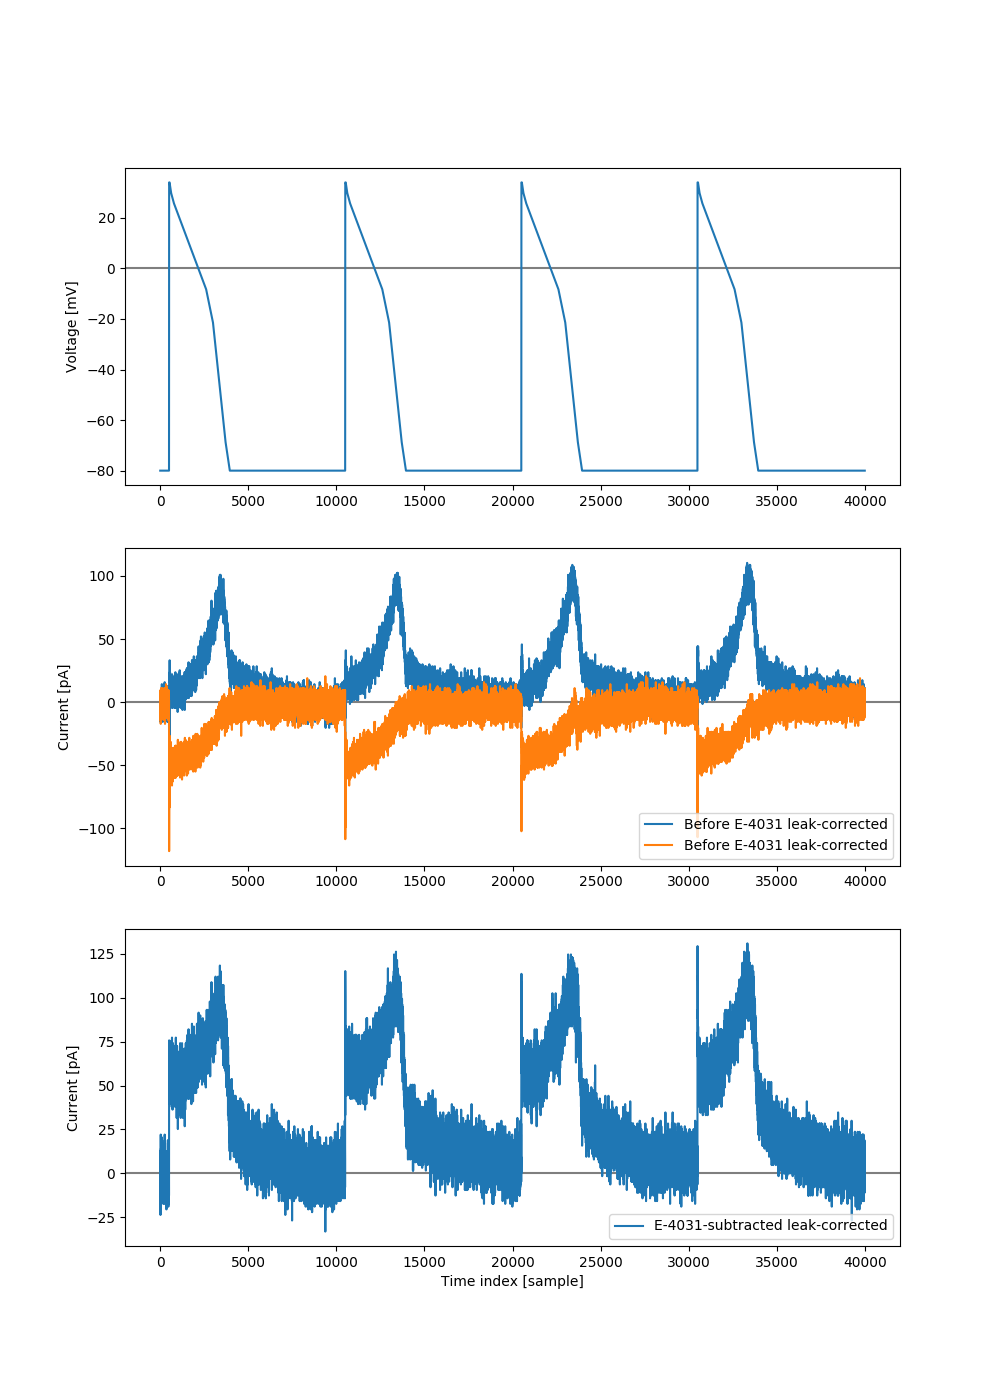 20
0
−20
−40
−60
−80
Voltage [mV]
0 5000 10000 15000 20000 25000 30000 35000 40000
100
50
0
−50
−100
Current [pA]
Before E-4031 leak-corrected
Before E-4031 leak-corrected
0 5000 10000 15000 20000 25000 30000 35000 40000
125
100
75
50
25
0
−25
Current [pA]
E-4031-subtracted leak-corrected
0 5000 10000 15000 20000 25000 30000 35000 40000
Time index [sample]